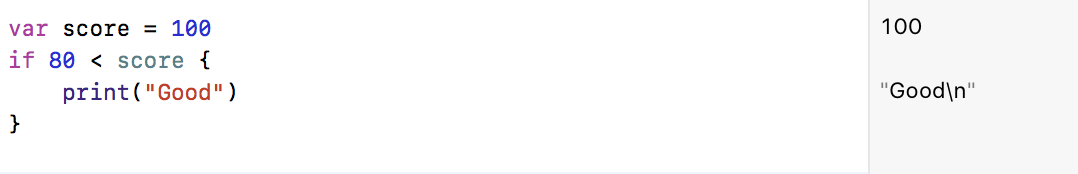 var score = 100
if 80 < score {
    print("Good")
}
100
"Good\n"